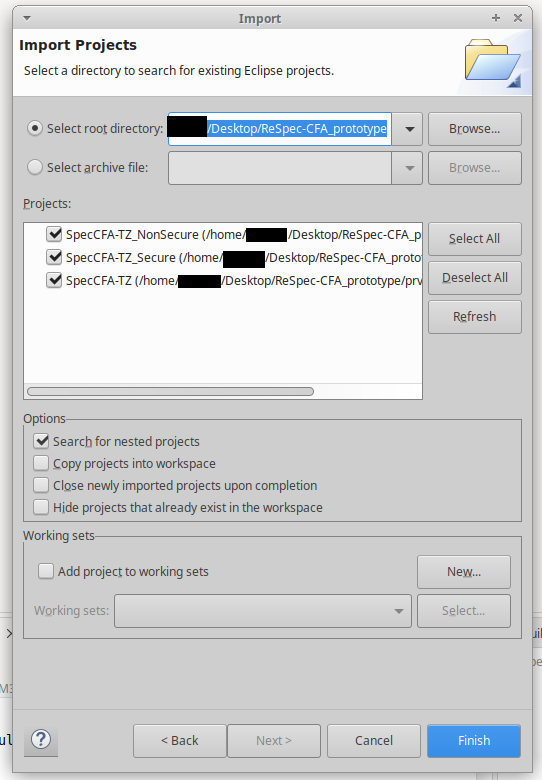 Import
Import Projects
Select a directory to search for existing Eclipse projects.
Select root directory: /Desktop/ReSpec-CFA_prototype Browse...
Select archive file: Browse...
Projects:
SpecCFA-TZ_NonSecure (/home/ /Desktop/ReSpec-CFA_p
SpecCFA-TZ_Secure (/home/ /Desktop/ReSpec-CFA_proto
SpecCFA-TZ (/home/ /Desktop/ReSpec-CFA_prototype/prv
Select All
Deselect All
Refresh
Options
Search for nested projects
Copy projects into workspace
Close newly imported projects upon completion
Hide projects that already exist in the workspace
Working sets
Add project to working sets New...
Working sets: Select...
? < Back Next > Cancel Finish